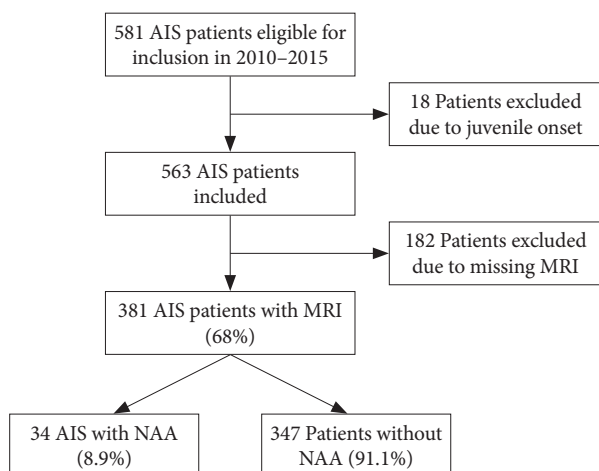 581 AIS patients eligible for
inclusion in 2010–2015
18 Patients excluded
due to juvenile onset
563 AIS patients
included
182 Patients excluded
due to missing MRI
381 AIS patients with MRI
(68%)
34 AIS with NAA
(8.9%)
347 Patients without
NAA (91.1%)